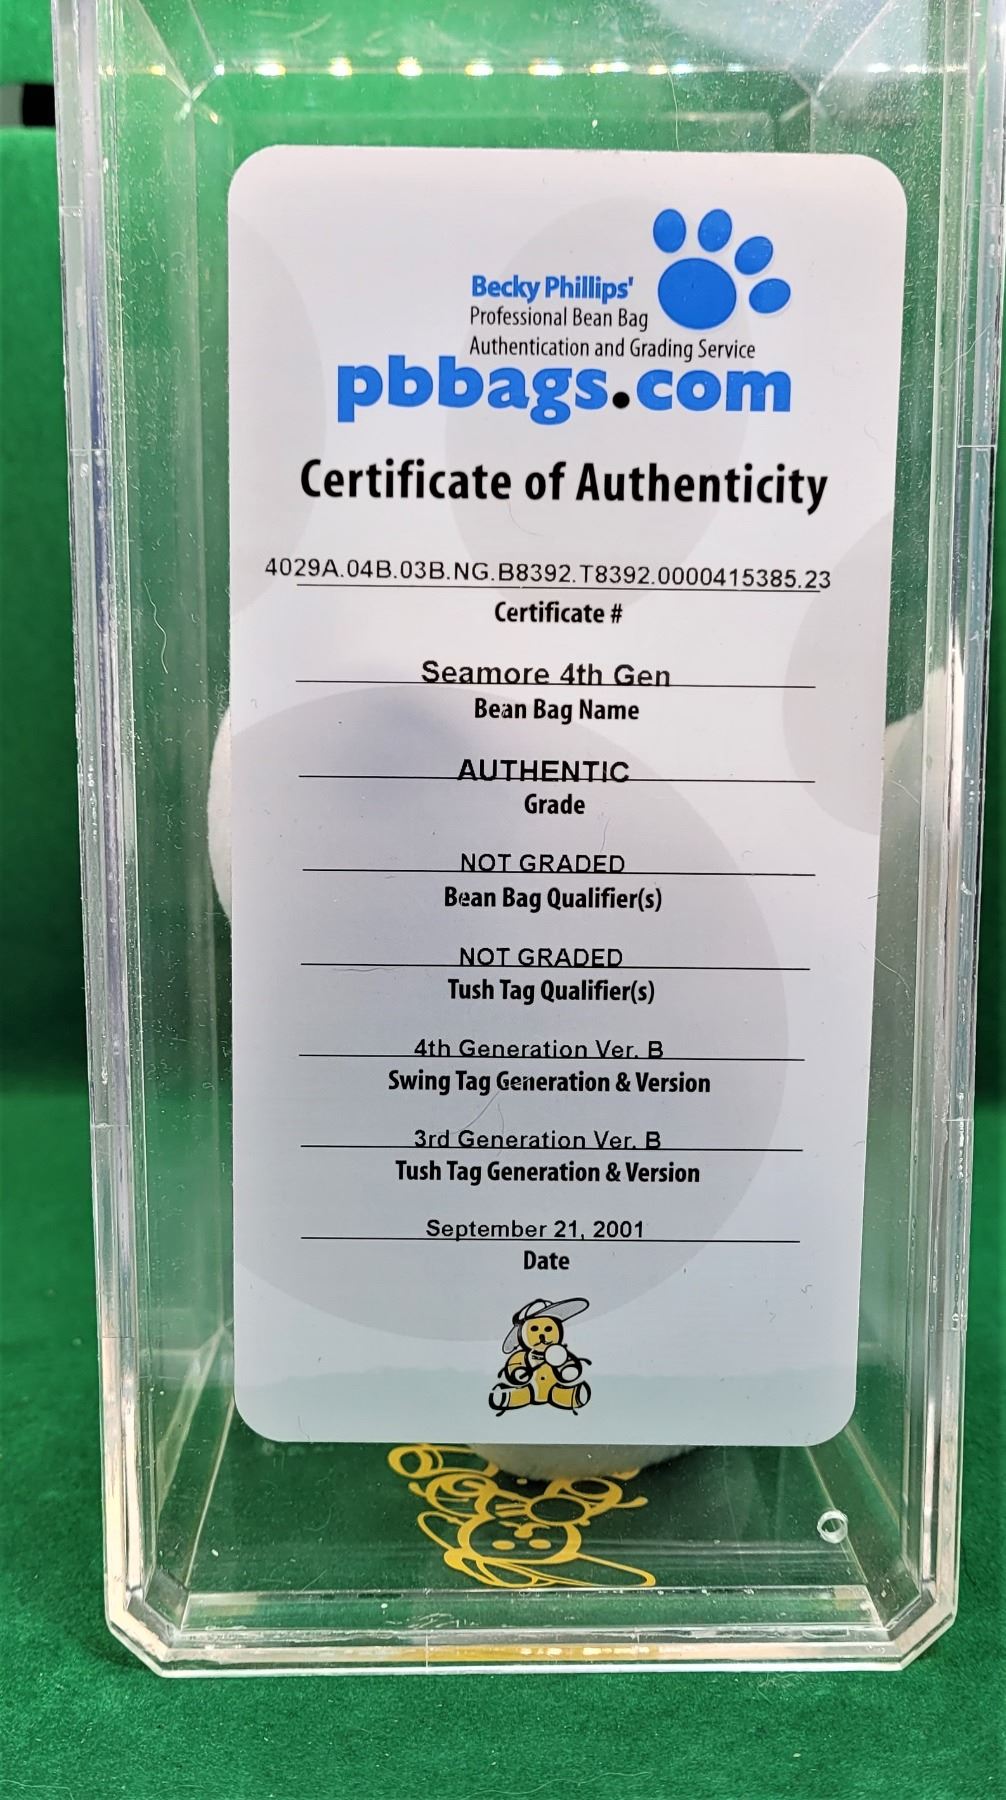 Becky Phillips'
Professional Bean Bag
Authentication and Grading Service
pbbags.com
Certificate of Authenticity
4029A.04B.03B.NG.B8392.T8392.0000415385.23
Certificate #
Seamore 4th Gen
Bean Bag Name
AUTHENTIC
Grade
NOT GRADED
Bean Bag Qualifier(s)
NOT GRADED
Tush Tag Qualifier(s)
4th Generation Ver. B
Swing Tag Generation & Version
3rd Generation Ver. B
Tush Tag Generation & Version
September 21, 2001
Date